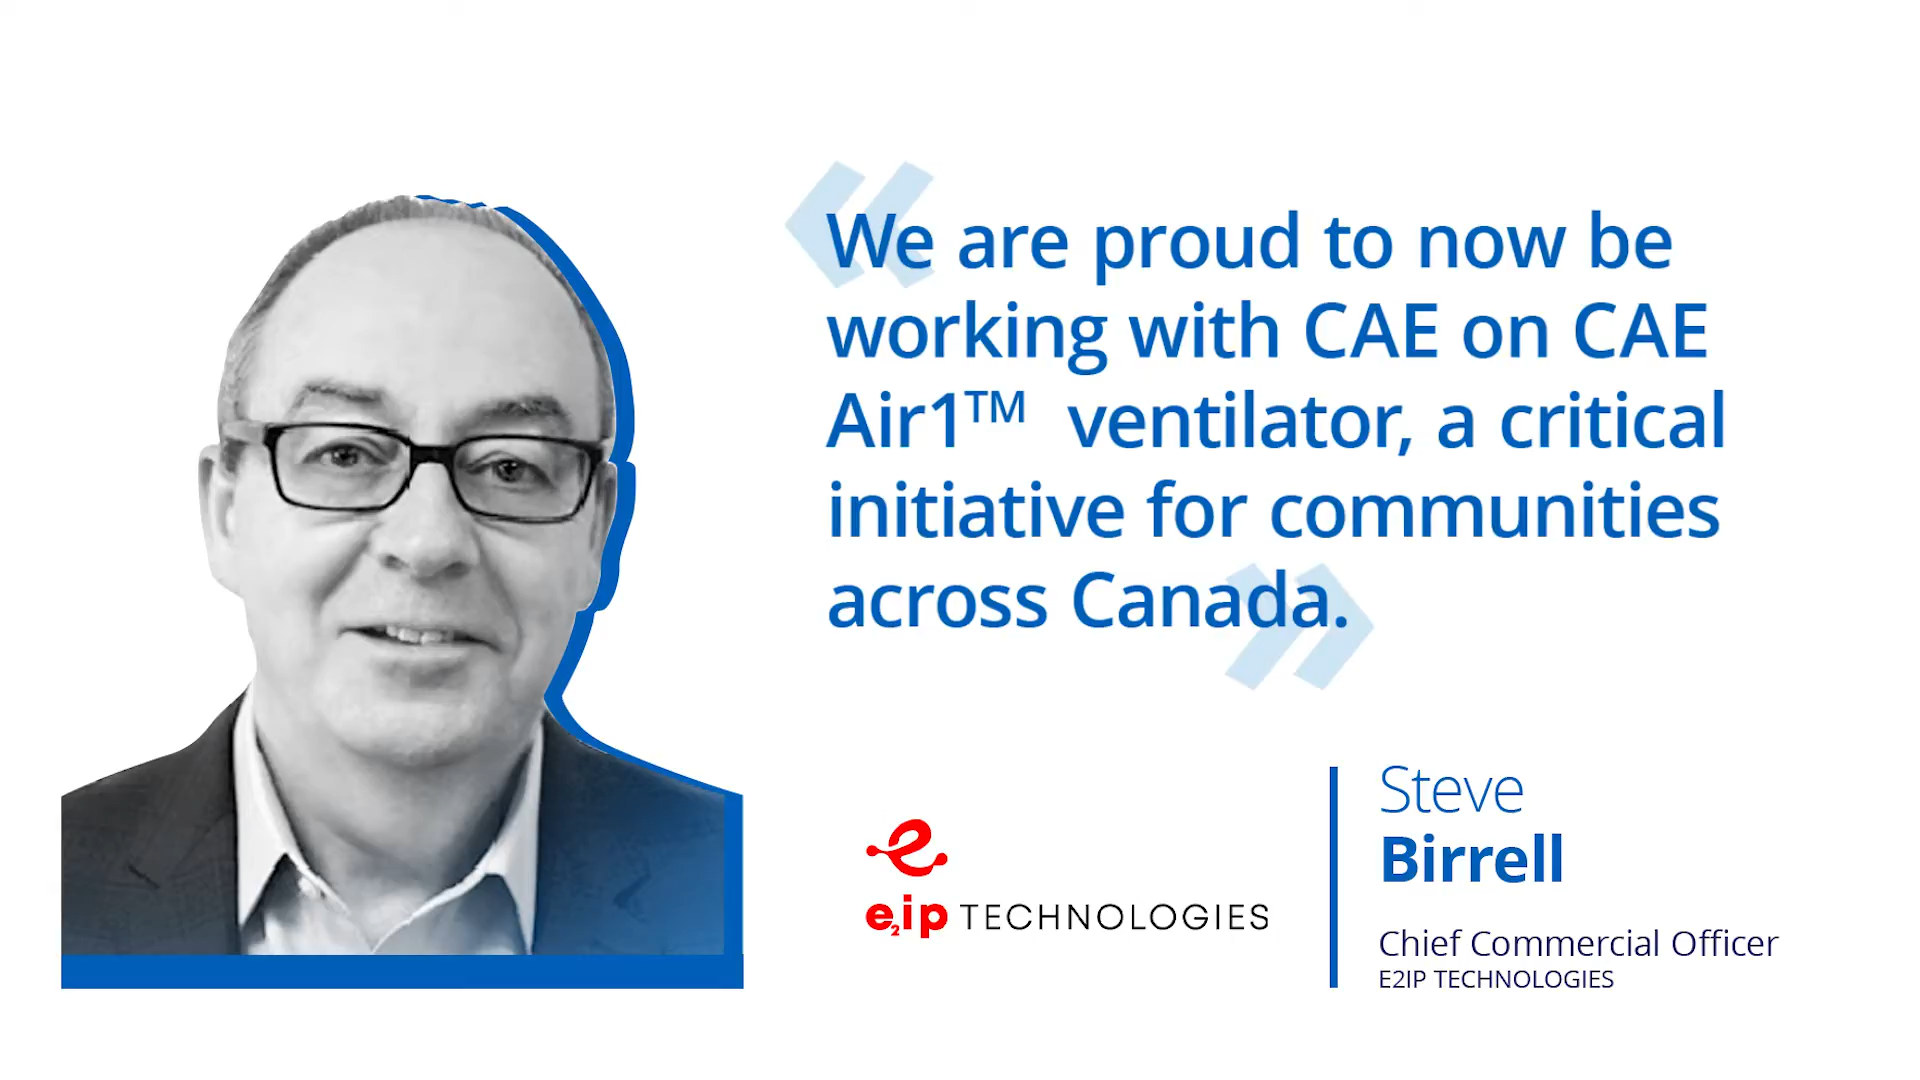 We are proud to now be
working with CAE on CAE
Air1™ ventilator, a critical
initiative for communities
across Canada.
e2ip TECHNOLOGIES
Steve
Birrell
Chief Commercial Officer
E2IP TECHNOLOGIES